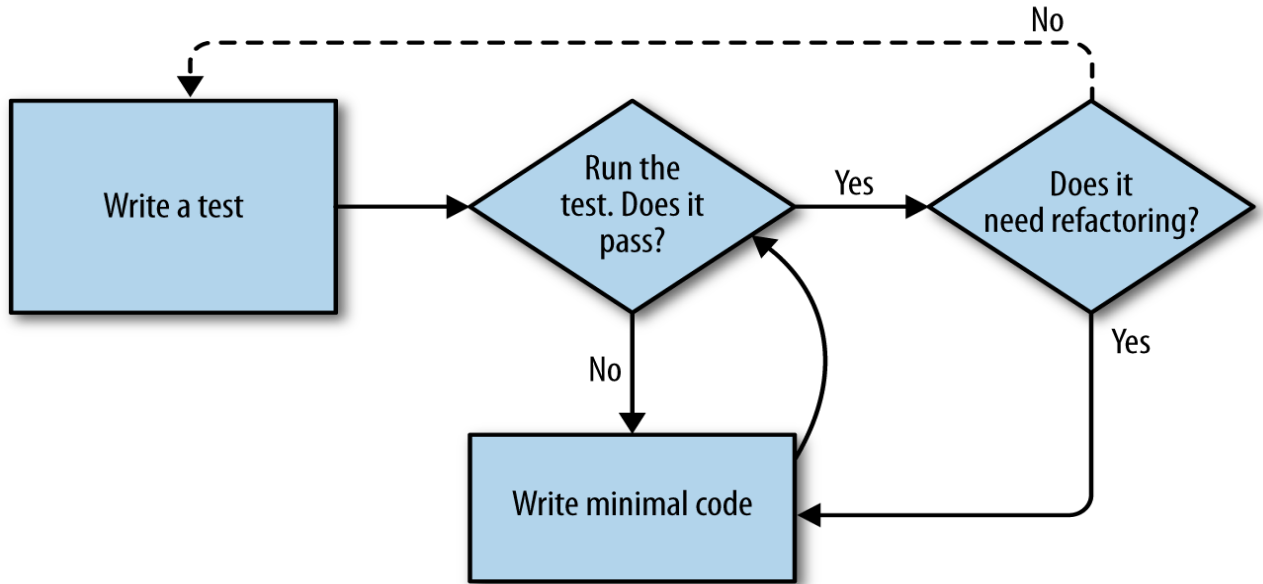 No
Write a test
Run the
test. Does it
pass?
Yes
Does it
need refactoring?
No
Yes
Write minimal code